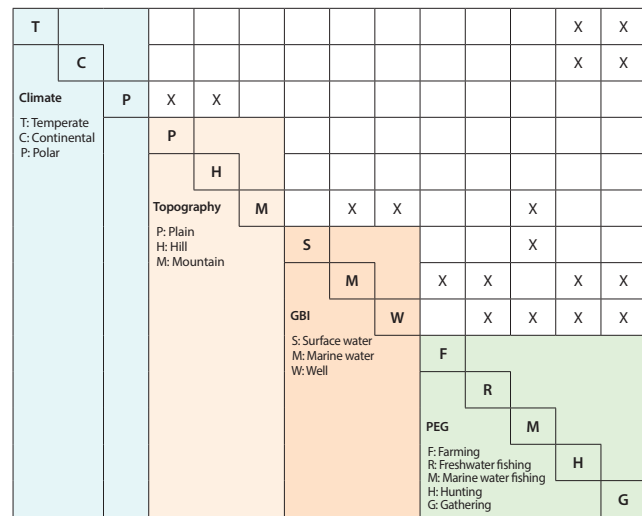 T X X
C X X
Climate P X X
T: Temperate
C: Continental
P: Polar
P
H
Topography M X X X
P: Plain
H: Hill
M: Mountain
S X
M X X X X
GBI W X X X X
S: Surface water
M: Marine water
W: Well
F
R
PEG M
F: Farming
R: Freshwater fishing
M: Marine water fishing
H: Hunting
G: Gathering
H
G